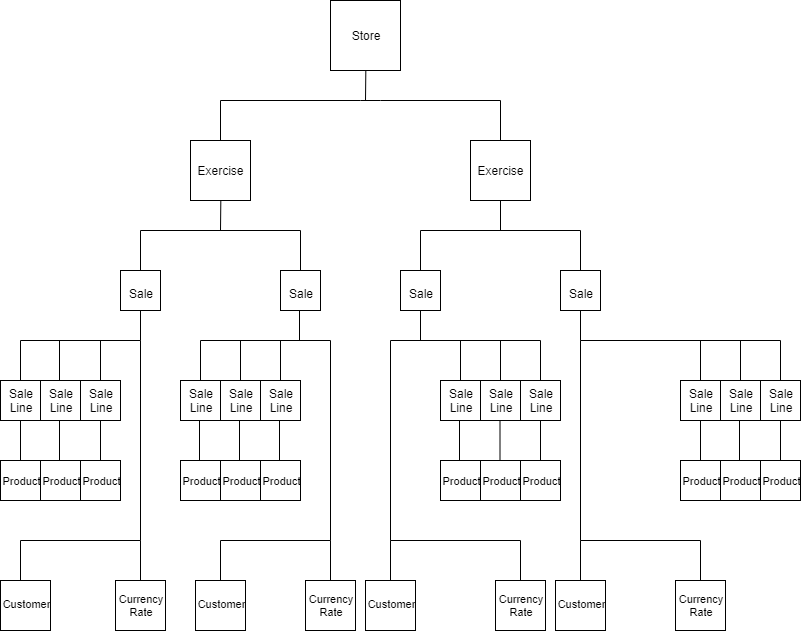 Store
Exercise
Exercise
Sale
Sale
Sale
Sale
Sale
Line
Sale
Line
Sale
Line
Sale
Line
Sale
Line
Sale
Line
Sale
Line
Sale
Line
Sale
Line
Sale
Line
Sale
Line
Sale
Line
Product
Product
Product
Product
Product
Product
Product
Product
Product
Product
Product
Product
Customer
Currency
Rate
Customer
Currency
Rate
Customer
Currency
Rate
Customer
Currency
Rate